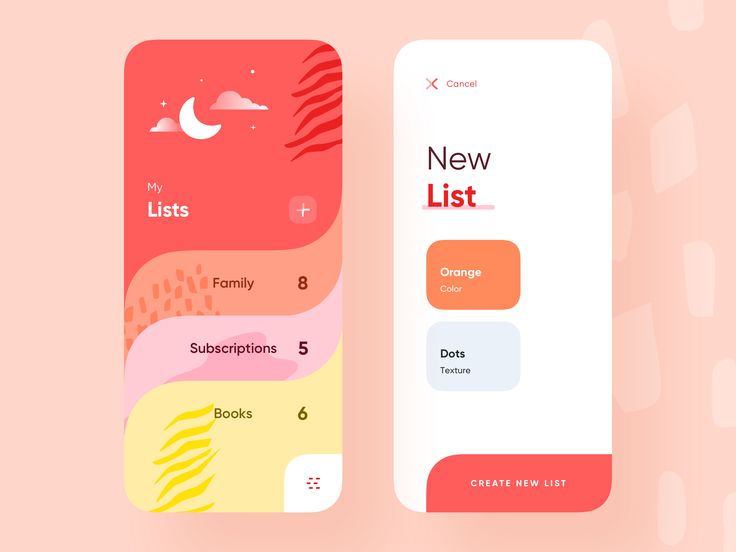 My
Lists
Family 8
Subscriptions 5
Books 6
Cancel
New
List
Orange
Color
Dots
Texture
CREATE NEW LIST